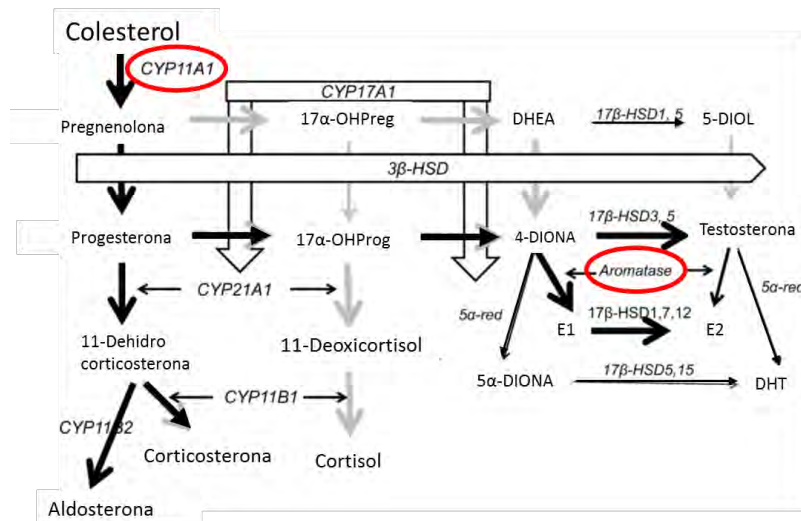 Colesterol
CYP11A1
CYP17A1
Pregnenolona
17α-OHPreg
DHEA
17β-HSD1, 5
5-DIOL
3β-HSD
Progesterona
17α-OHProg
4-DIONA
17β-HSD3, 5
Testosterona
Aromatase
CYP21A1
5α-red
5α-red
17β-HSD1,7,12
E1
E2
11-Dehidro
corticosterona
11-Deoxicortisol
5α-DIONA
17β-HSD5,15
DHT
CYP11B1
CYP11B2
Corticosterona
Cortisol
Aldosterona